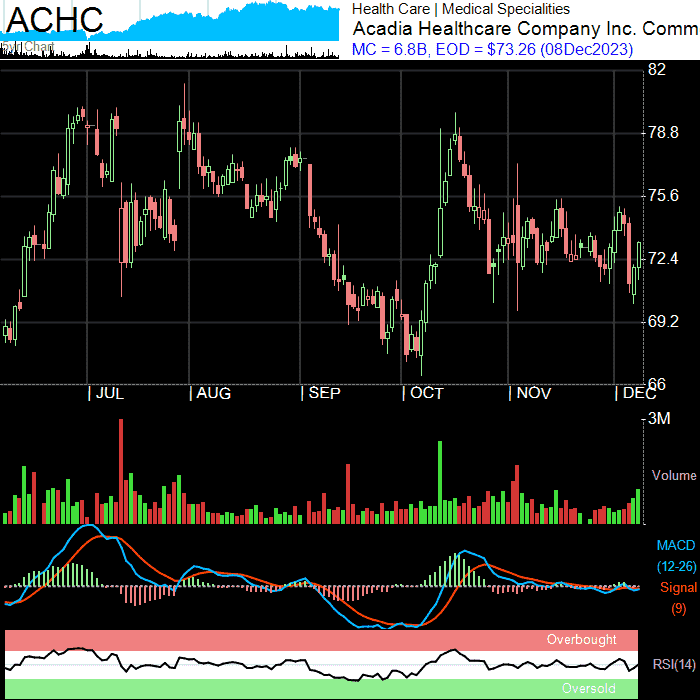 ACHC
Health Care | Medical Specialities
Acadia Healthcare Company Inc. Comm
MC = 6.8B, EOD = $73.26 (08Dec2023)
82
78.8
75.6
72.4
69.2
66
| JUL | AUG | SEP | OCT | NOV | DEC
3M
Volume
MACD
(12-26)
Signal
(9)
Overbought
RSI(14)
Oversold